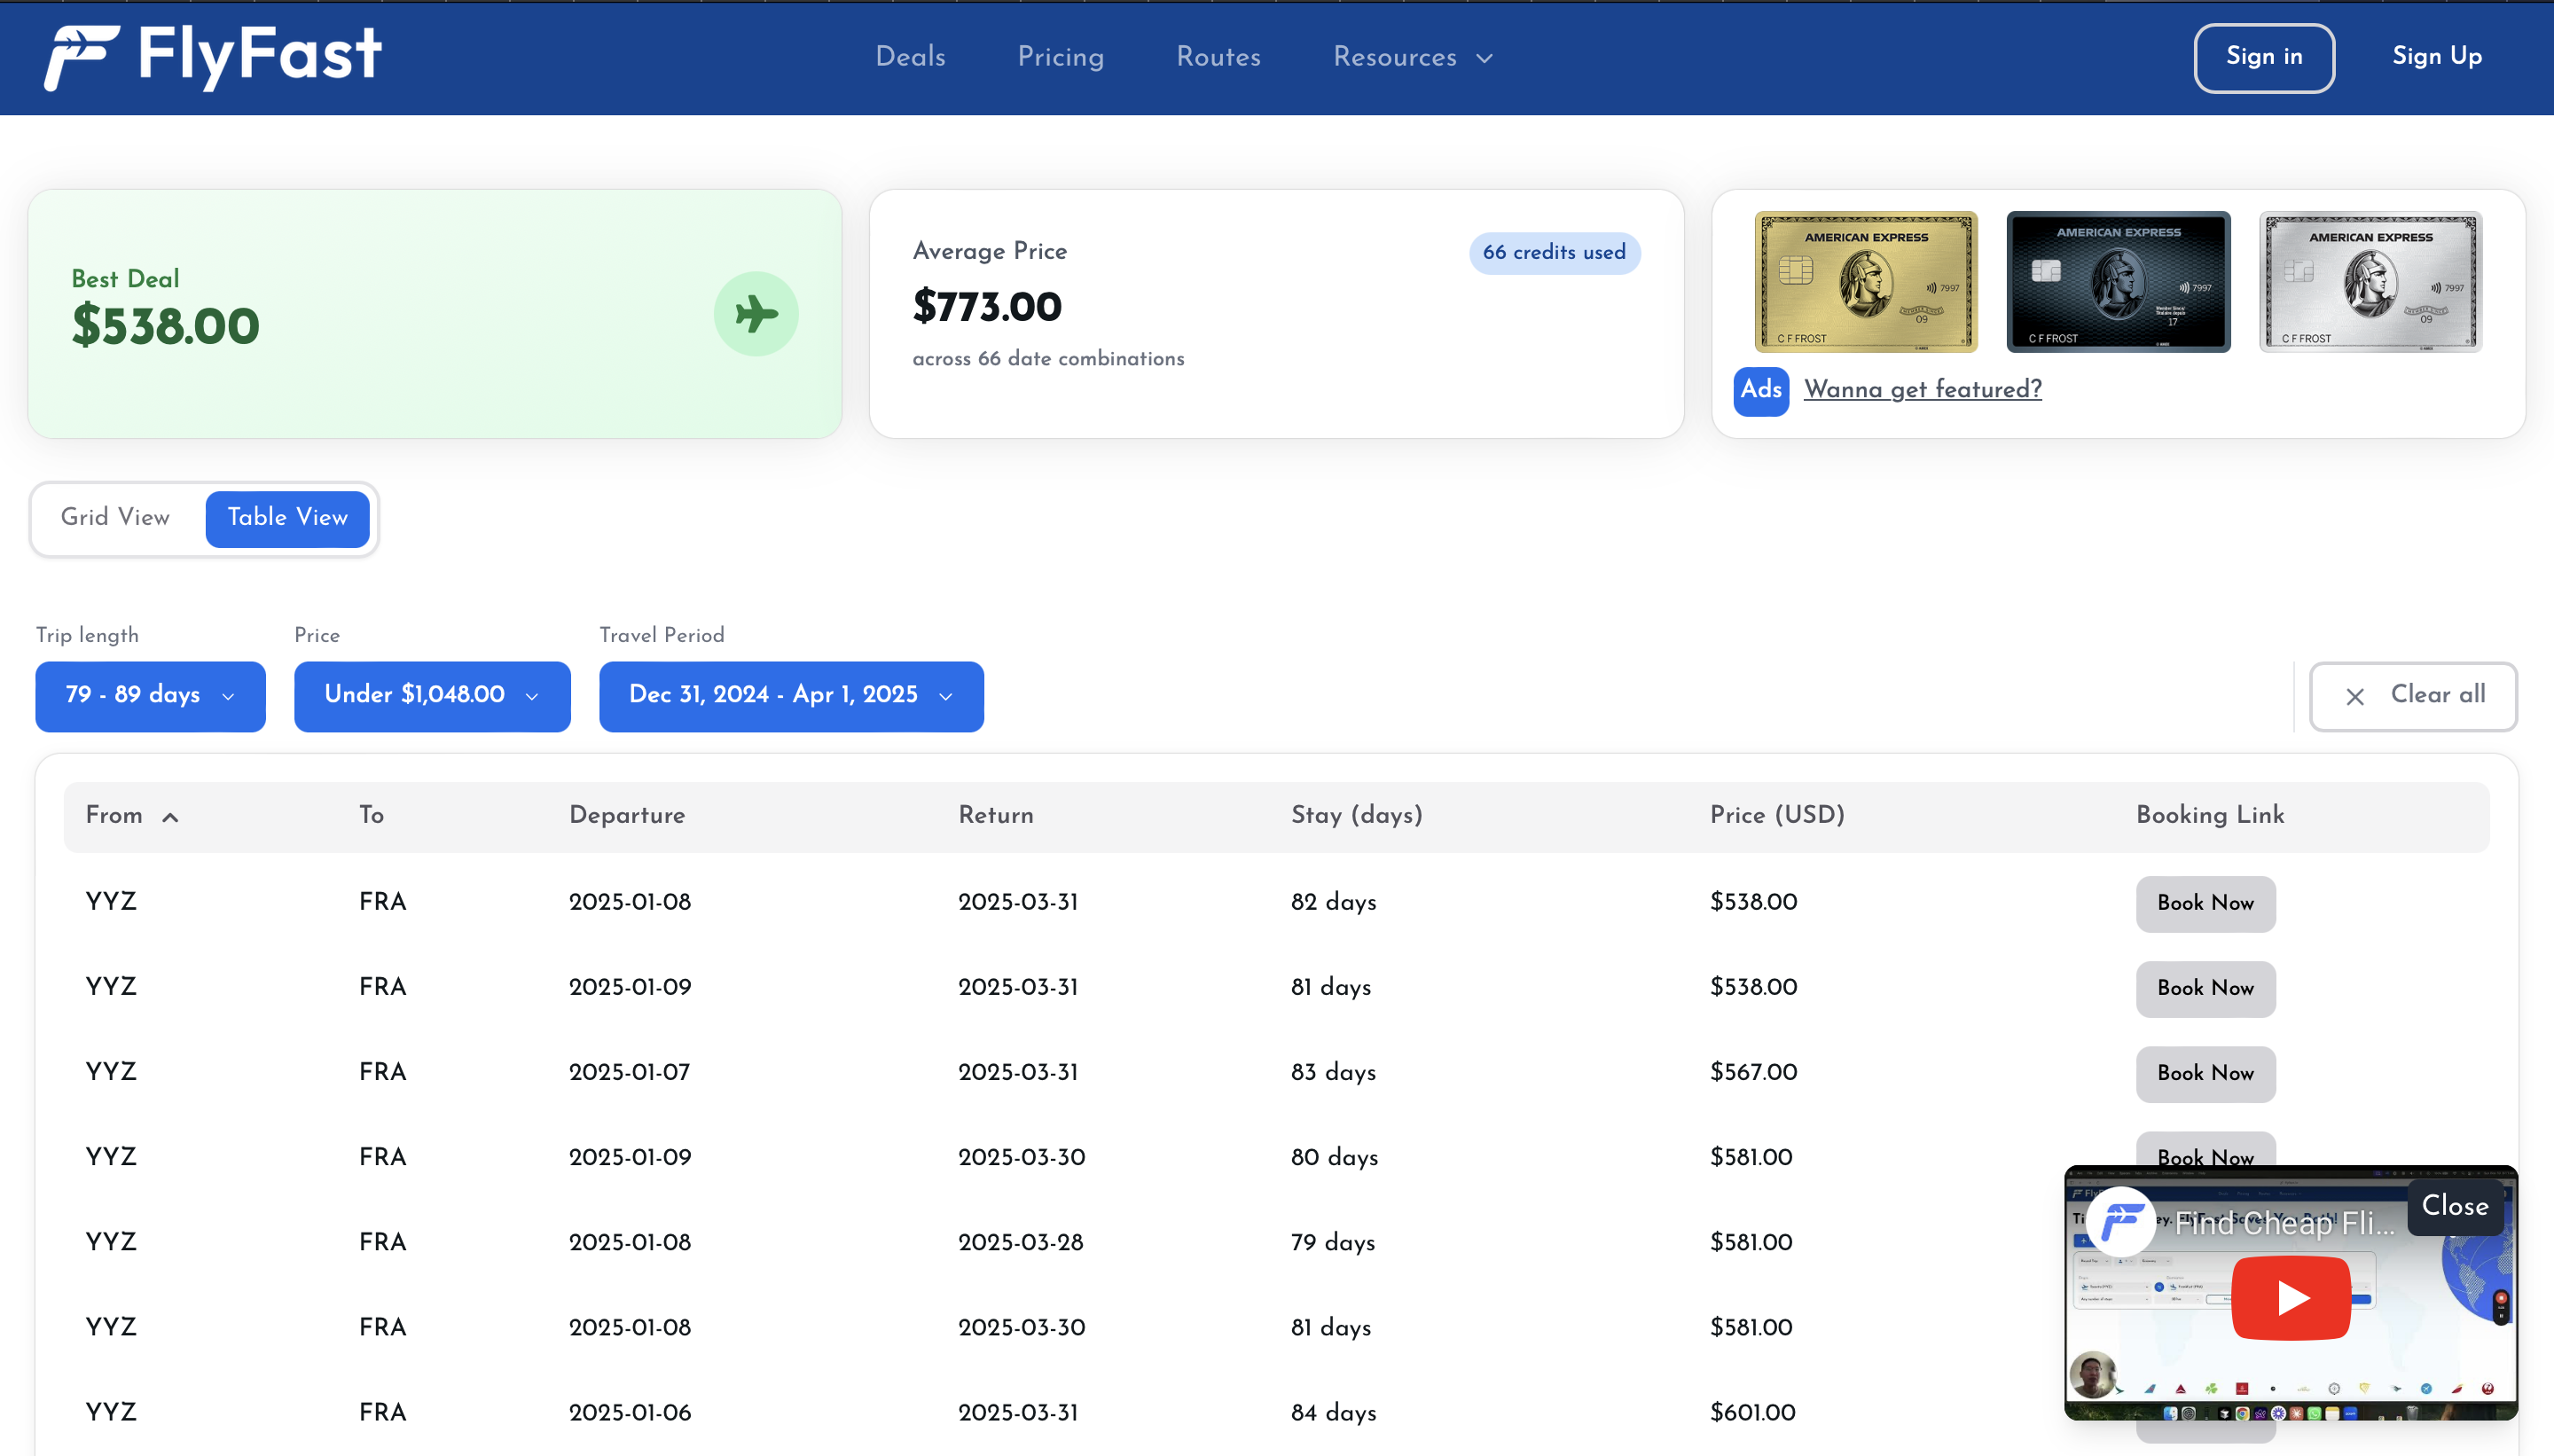 FlyFast
Deals Pricing Routes Resources
Sign in Sign Up
Best Deal
$538.00
Average Price
66 credits used
$773.00
across 66 date combinations
AMERICAN EXPRESS
7997
09
C F FROST
AMERICAN EXPRESS
7997
17
C F FROST
AMERICAN EXPRESS
7997
09
C F FROST
Ads Wanna get featured?
Grid View Table View
Trip length Price Travel Period
79 - 89 days Under $1,048.00 Dec 31, 2024 - Apr 1, 2025 Clear all
From To Departure Return Stay (days) Price (USD) Booking Link
YYZ FRA 2025-01-08 2025-03-31 82 days $538.00 Book Now
YYZ FRA 2025-01-09 2025-03-31 81 days $538.00 Book Now
YYZ FRA 2025-01-07 2025-03-31 83 days $567.00 Book Now
YYZ FRA 2025-01-09 2025-03-30 80 days $581.00 Book Now
YYZ FRA 2025-01-08 2025-03-28 79 days $581.00
YYZ FRA 2025-01-08 2025-03-30 81 days $581.00
YYZ FRA 2025-01-06 2025-03-31 84 days $601.00
Find Cheap Fli...
Close